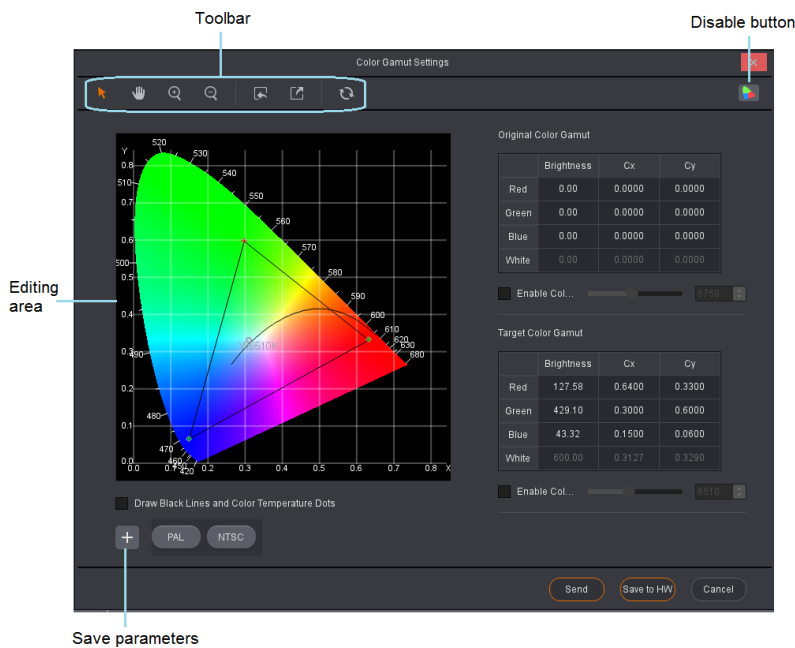 Toolbar
Disable button
Color Gamut Settings
Original Color Gamut
Brightness Cx Cy
Red 0.00 0.0000 0.0000
Green 0.00 0.0000 0.0000
Blue 0.00 0.0000 0.0000
White 0.00 0.0000 0.0000
Enable Col... 6750
Target Color Gamut
Brightness Cx Cy
Red 127.58 0.6400 0.3300
Green 429.10 0.3000 0.6000
Blue 43.32 0.1500 0.0600
White 600.00 0.3127 0.3290
Enable Col... 6510
Editing
area
Y
0.8
0.7
0.6
0.5
0.4
0.3
0.2
0.1
0.0
0.0 0.1 0.2 0.3 0.4 0.5 0.6 0.7 0.8 X
520
530
540
510
550
560
570
500
580
590
600
610
620
630
680
490
480
470
460
450
420
6510K
Draw Black Lines and Color Temperature Dots
+ PAL NTSC
Send Save to HW Cancel
Save parameters